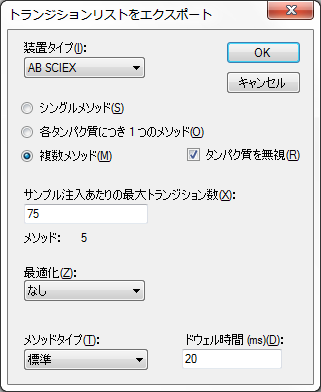 トランジションリストをエクスポート
装置タイプ(I):
AB SCIEX
OK
キャンセル
シングルメソッド(S)
各タンパク質につき１つのメソッド(O)
複数メソッド(M)
タンパク質を無視(R)
サンプル注入あたりの最大トランジション数(X):
75
メソッド: 5
最適化(Z):
なし
メソッドタイプ(T):
ドウェル時間 (ms)(D):
標準
20